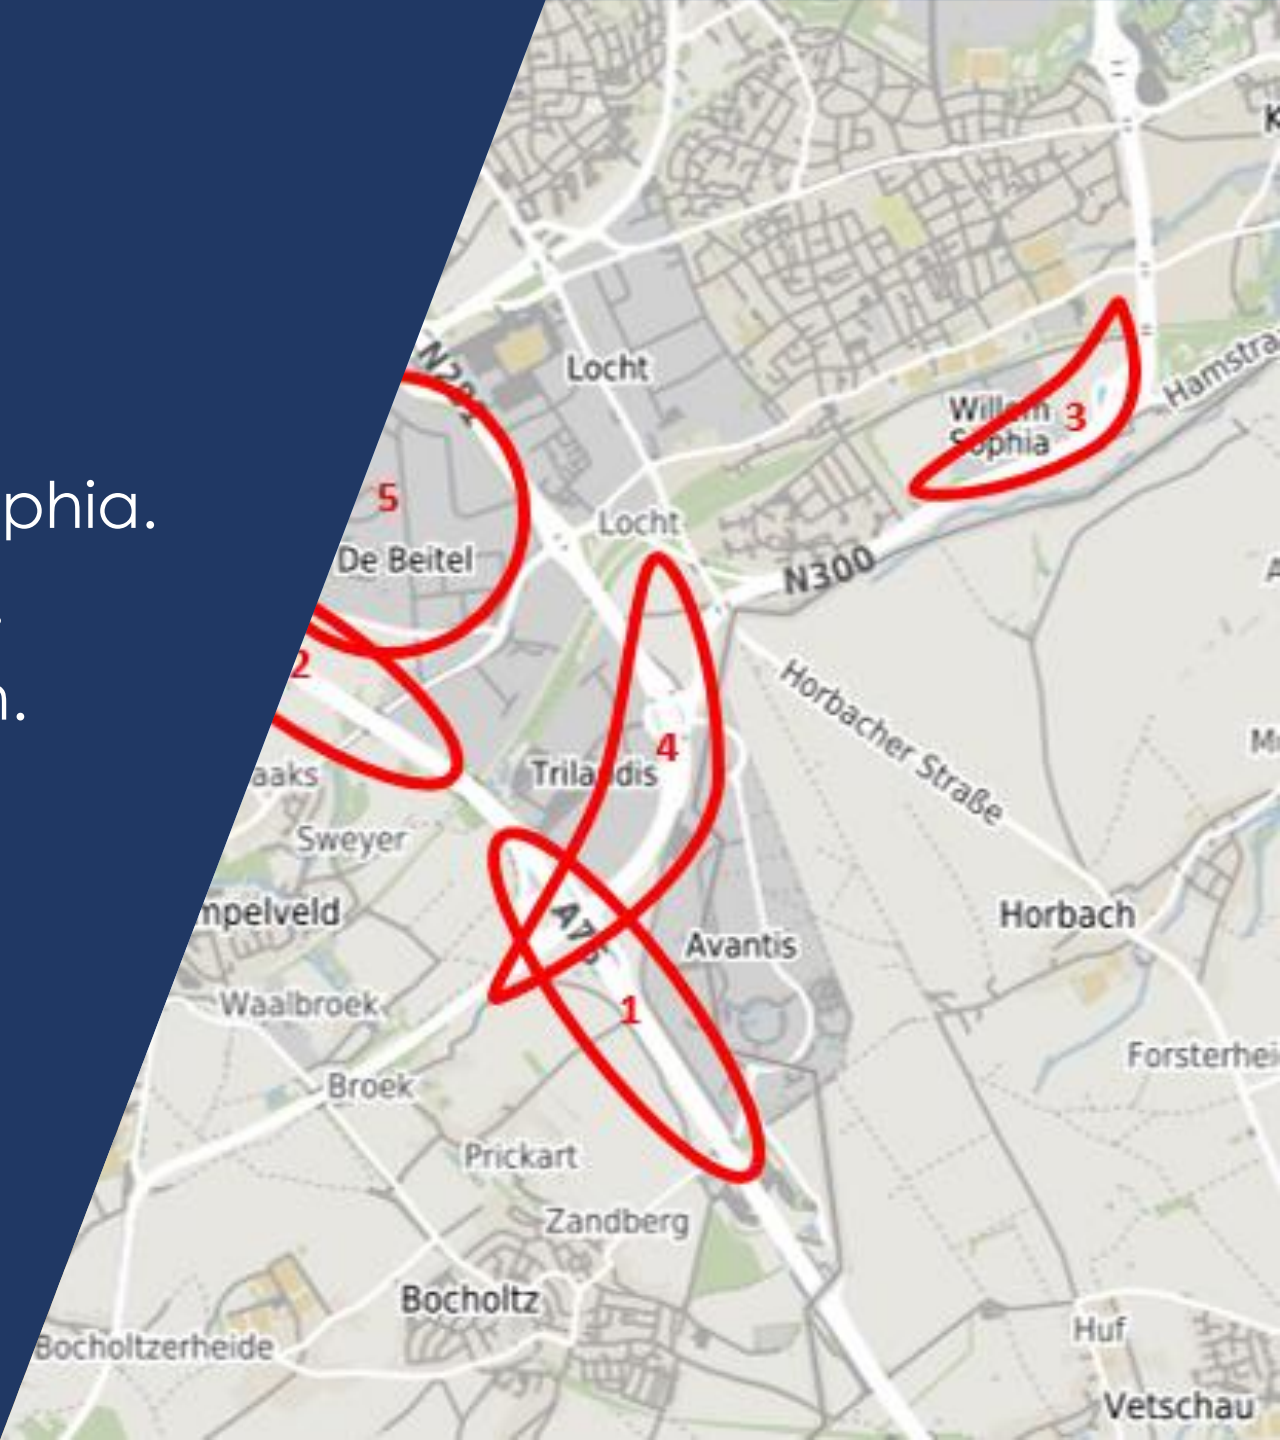 phia.
n.
Locht
N281
Willem
Sophia
3
Hamstra
5
De Beitel
Locht
N300
2
Horbacher Straße
4
Trilandis
aaks
Sweyer
mpelveld
A76
Avantis
Horbach
Waalbroek
1
Broek
Forsterhei
Prickart
Zandberg
Bocholtz
Bocholtzerheide
Huf
Vetschau